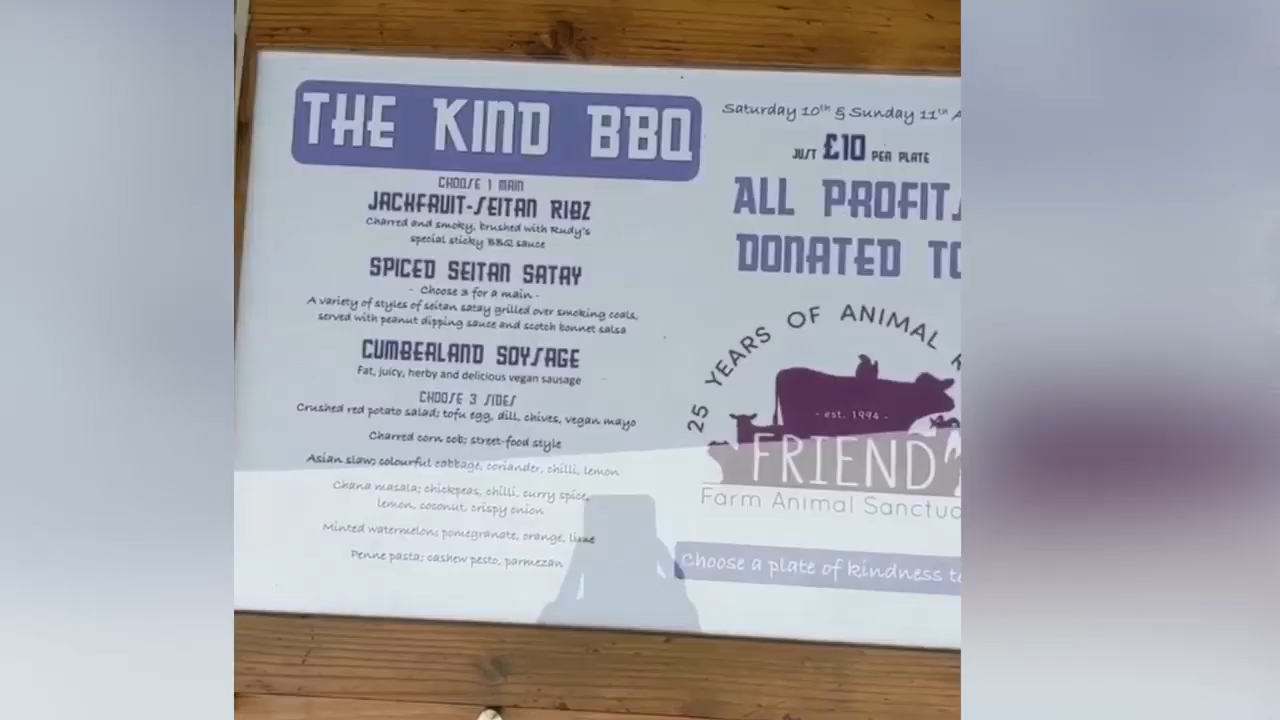 THE KIND BBQ
CHOOSE 1 MAIN
JACKFRUIT-SEITAN RIBZ
Charred and smoky, brushed with Rudy's
special sticky BBQ sauce
SPICED SEITAN SATAY
- Choose 3 for a main -
A variety of styles of seitan satay grilled over smoking coals,
served with peanut dipping sauce and scotch bonnet salsa
CUMBERLAND SOYSAGE
Fat, juicy, herby and delicious vegan sausage
CHOOSE 3 SIDES
Crushed red potato salad; tofu egg, dill, chives, vegan mayo
Charred corn cob; street-food style
Asian slaw; colourful cabbage, coriander, chilli, lemon
Chana masala; chickpeas, chilli, curry spice,
lemon, coconut, crispy onion
Minted watermelon; pomegranate, orange, lime
Penne pasta; cashew pesto, parmezan
Saturday 10th & Sunday 11th A
JUST £10 PER PLATE
ALL PROFITS
DONATED TO
25 YEARS OF ANIMAL
- est. 1994 -
FRIEND
Farm Animal Sanctuc
Choose a plate of kindness to